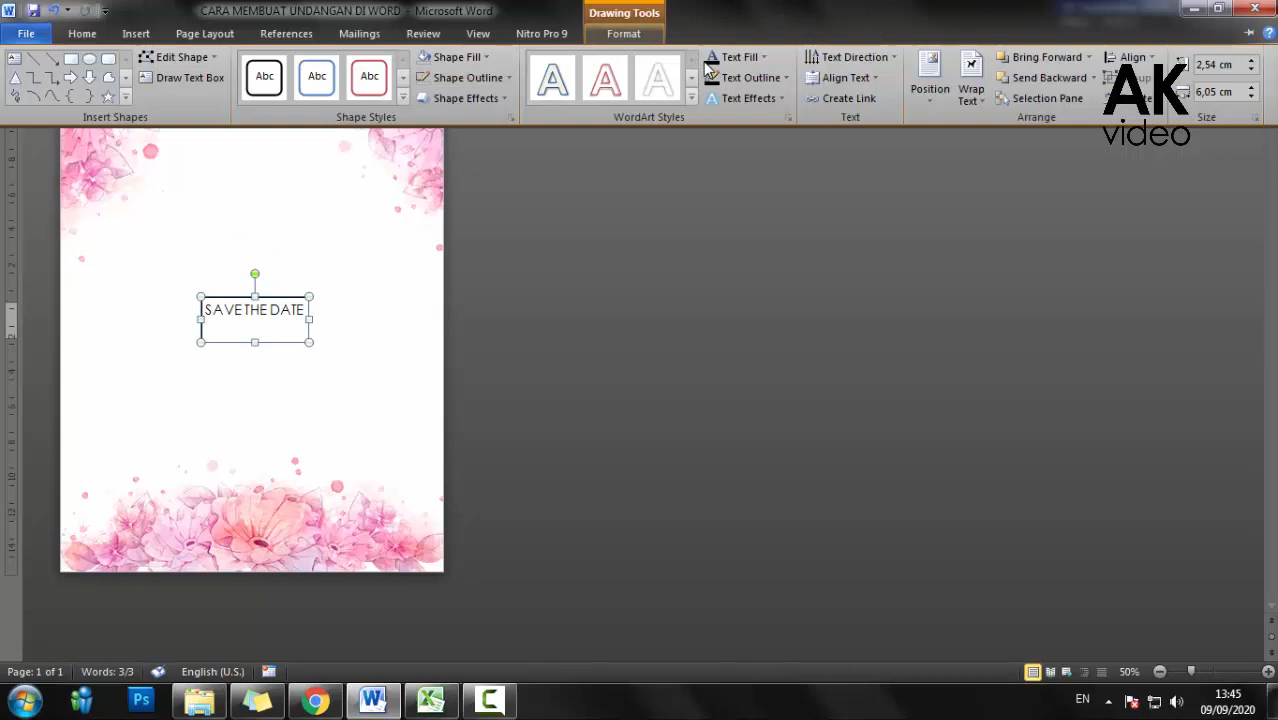 CARA MEMBUAT UNDANGAN DI WORD - Microsoft Word
Drawing Tools
File Home Insert Page Layout References Mailings Review View Nitro Pro 9 Format
Edit Shape
Draw Text Box
Insert Shapes
Abc Abc Abc
Shape Fill
Shape Outline
Shape Effects
Shape Styles
A A A
Text Fill
Text Outline
Text Effects
WordArt Styles
Text Direction
Align Text
Create Link
Text
Position
Wrap
Text
Bring Forward
Send Backward
Selection Pane
Align
Arrange
2,54 cm
6,05 cm
Size
AK
video
SAVE THE DATE
Page: 1 of 1 Words: 3/3 English (U.S.) 50%
Ps
EN
13:45
09/09/2020